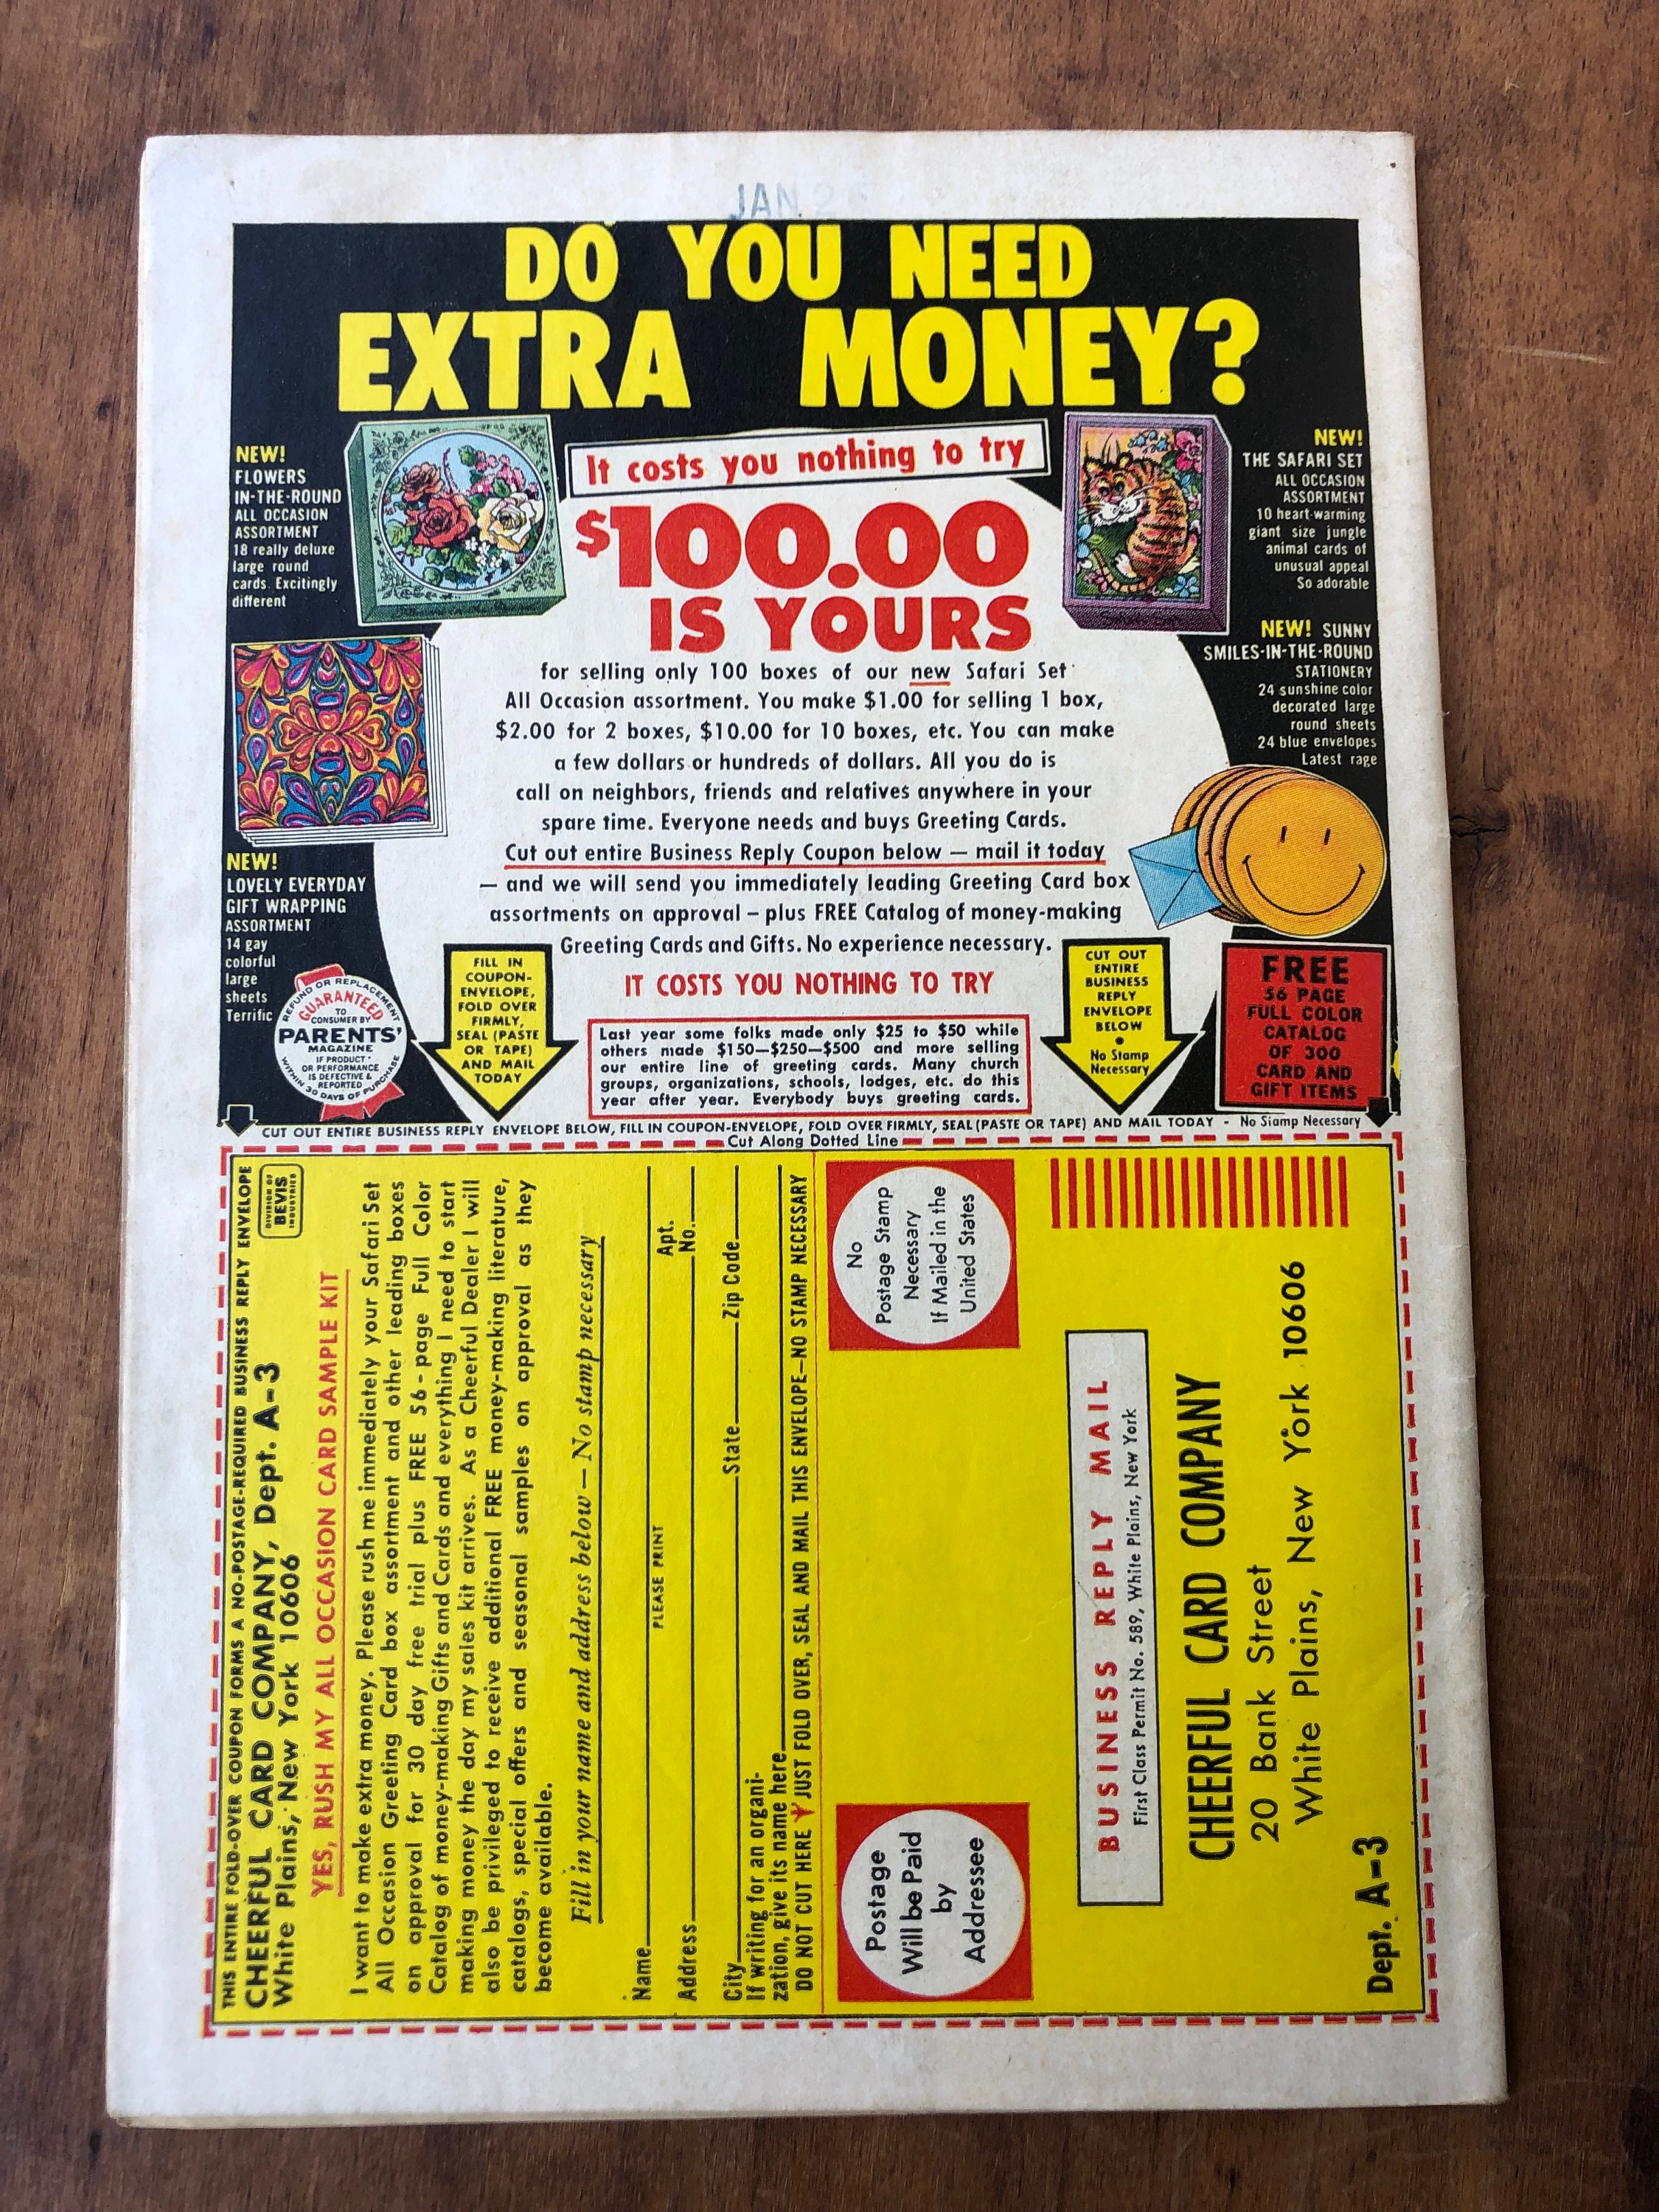 JAN 2
DO YOU NEED
EXTRA MONEY?
It costs you nothing to try
$100.00
IS YOURS
NEW!
FLOWERS
IN-THE-ROUND
ALL OCCASION
ASSORTMENT
18 really deluxe
large round
cards. Excitingly
different
NEW!
THE SAFARI SET
ALL OCCASION
ASSORTMENT
10 heart-warming
giant size jungle
animal cards of
unusual appeal
So adorable
NEW! SUNNY
SMILES-IN-THE-ROUND
STATIONERY
24 sunshine color
decorated large
round sheets
24 blue envelopes
Latest rage
for selling only 100 boxes of our new Safari Set
All Occasion assortment. You make $1.00 for selling 1 box,
$2.00 for 2 boxes, $10.00 for 10 boxes, etc. You can make
a few dollars or hundreds of dollars. All you do is
call on neighbors, friends and relatives anywhere in your
spare time. Everyone needs and buys Greeting Cards.
Cut out entire Business Reply Coupon below — mail it today
— and we will send you immediately leading Greeting Card box
assortments on approval – plus FREE Catalog of money-making
Greeting Cards and Gifts. No experience necessary.
IT COSTS YOU NOTHING TO TRY
NEW!
LOVELY EVERYDAY
GIFT WRAPPING
ASSORTMENT
14 gay
colorful
large
sheets
Terrific
REFUND OR REPLACEMENT
GUARANTEED
TO
CONSUMER BY
PARENTS'
MAGAZINE
IF PRODUCT
OR PERFORMANCE
IS DEFECTIVE &
REPORTED
WITHIN 30 DAYS OF PURCHASE
FILL IN
COUPON-
ENVELOPE,
FOLD OVER
FIRMLY,
SEAL (PASTE
OR TAPE)
AND MAIL
TODAY
Last year some folks made only $25 to $50 while
others made $150—$250—$500 and more selling
our entire line of greeting cards. Many church
groups, organizations, schools, lodges, etc. do this
year after year. Everybody buys greeting cards.
CUT OUT
ENTIRE
BUSINESS
REPLY
ENVELOPE
BELOW
•
No Stamp
Necessary
FREE
56 PAGE
FULL COLOR
CATALOG
OF 300
CARD AND
GIFT ITEMS
CUT OUT ENTIRE BUSINESS REPLY ENVELOPE BELOW, FILL IN COUPON-ENVELOPE, FOLD OVER FIRMLY, SEAL (PASTE OR TAPE) AND MAIL TODAY - No Stamp Necessary
Cut Along Dotted Line
THIS ENTIRE FOLD-OVER COUPON FORMS A NO-POSTAGE-REQUIRED BUSINESS REPLY ENVELOPE
CHEERFUL CARD COMPANY, Dept. A-3
White Plains, New York 10606
DIVISION OF
BEVIS
INDUSTRIES
YES, RUSH MY ALL OCCASION CARD SAMPLE KIT
I want to make extra money. Please rush me immediately your Safari Set
All Occasion Greeting Card box assortment and other leading boxes
on approval for 30 day free trial plus FREE 56-page Full Color
Catalog of money-making Gifts and Cards and everything I need to start
making money the day my sales kit arrives. As a Cheerful Dealer I will
also be privileged to receive additional FREE money-making literature,
catalogs, special offers and seasonal samples on approval as they
become available.
Fill in your name and address below — No stamp necessary
Name
PLEASE PRINT
Address Apt. No.
City State Zip Code
If writing for an organi-
zation, give its name here
DO NOT CUT HERE JUST FOLD OVER, SEAL AND MAIL THIS ENVELOPE—NO STAMP NECESSARY
Postage
Will be Paid
by
Addressee
No
Postage Stamp
Necessary
If Mailed in the
United States
BUSINESS REPLY MAIL
First Class Permit No. 589, White Plains, New York
CHEERFUL CARD COMPANY
20 Bank Street
White Plains, New York 10606
Dept. A-3